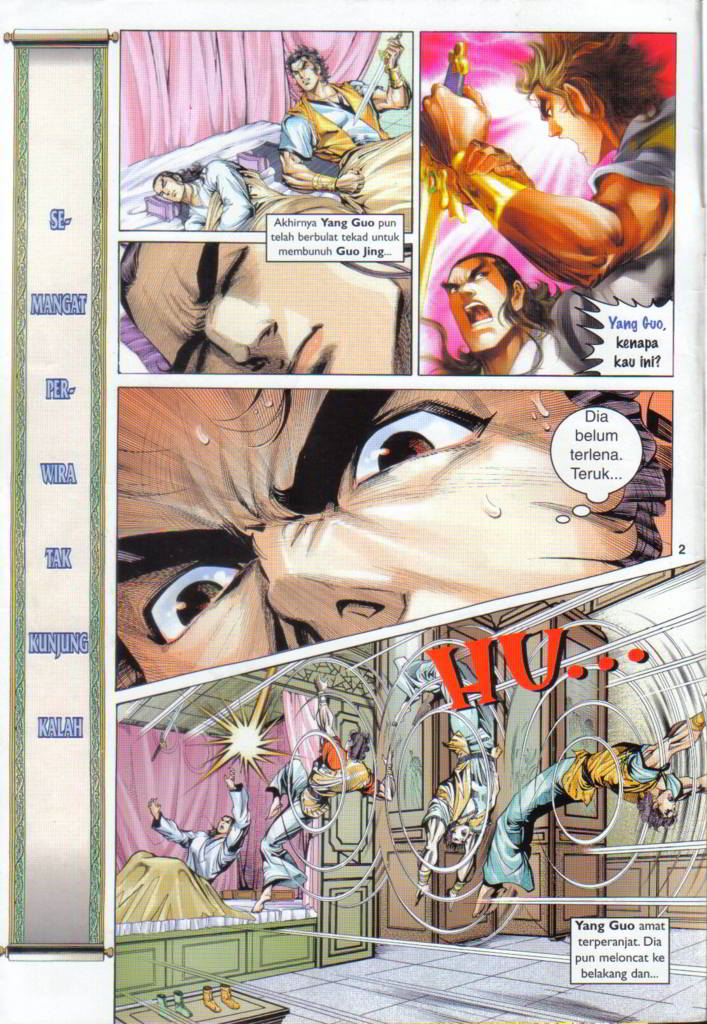 SE-
MANGAT
PER-
WIRA
TAK
KUNJUNG
KALAH
Akhirnya Yang Guo pun
telah berbulat tekad untuk
membunuh Guo Jing...
Yang Guo,
kenapa
kau ini?
Dia
belum
terlena.
Teruk...
2
HU...
Yang Guo amat
terperanjat. Dia
pun meloncat ke
belakang dan...